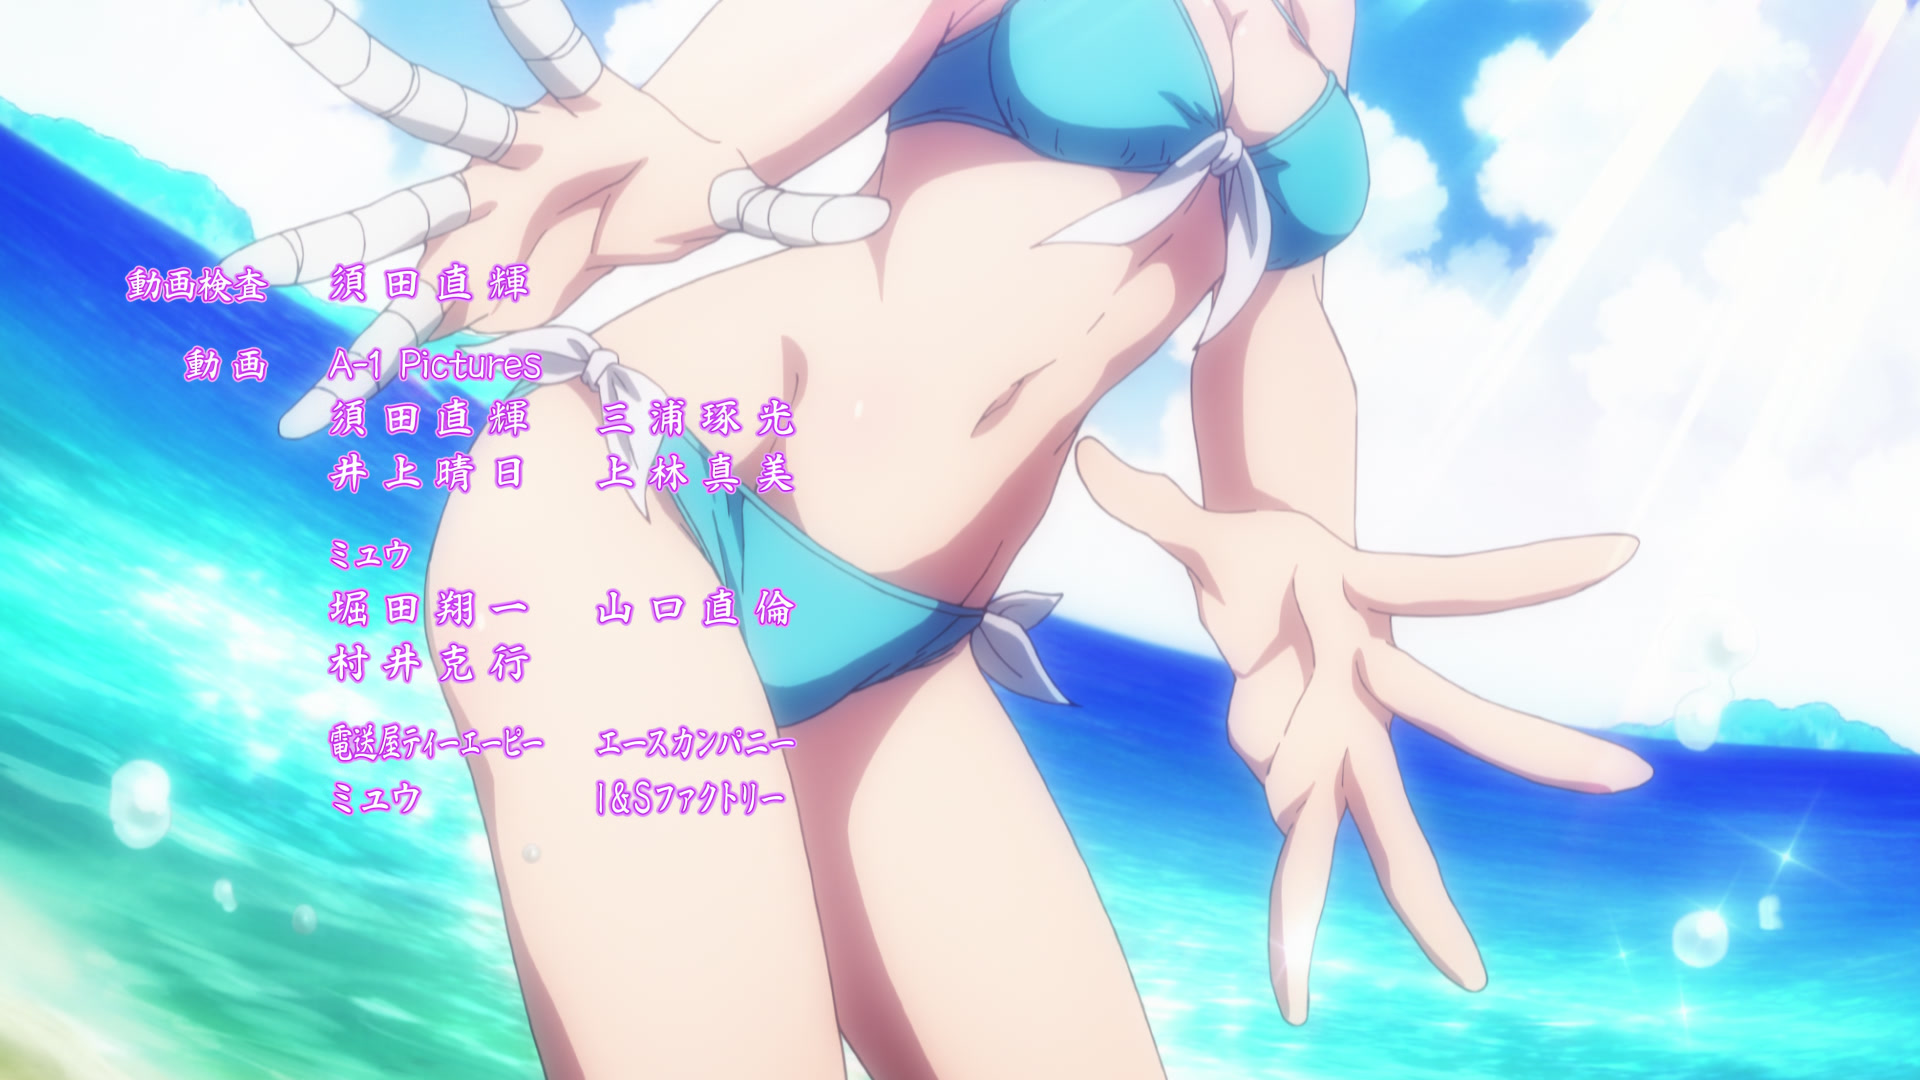 動画検査 須田直輝
動画 A-1 Pictures
須田直輝 三浦琢光
井上晴日 上林真美
ミュウ
堀田翔一 山口直倫
村井克行
電送屋ティーエーピー エースカンパニー
ミュウ I&Sファクトリー